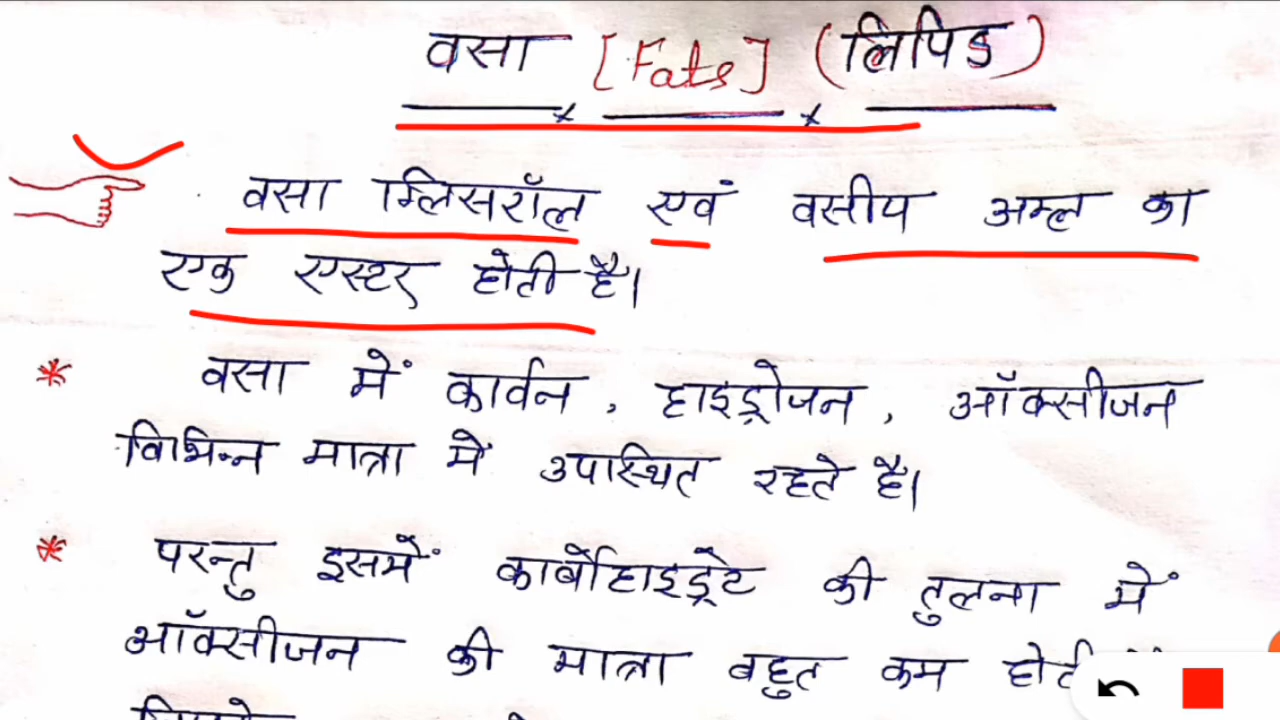 वसा [Fats] (लिपिड)
वसा ग्लिसरॉल एवं वसीय अम्ल का
एक एस्टर होती है।
* वसा में कार्वन, हाइड्रोजन, ऑक्सीजन
विभिन्न मात्रा में उपस्थित रहते है।
* परन्तु इसमें कार्बोहाइड्रेट की तुलना में
ऑक्सीजन की मात्रा बहुत कम